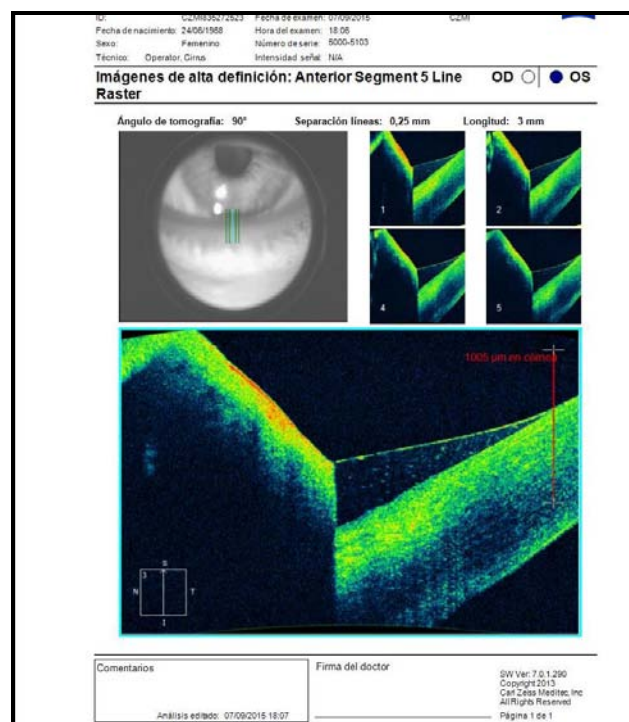 ID: CZMI835272523 Fecha de examen: 07/09/2015 CZMI
Fecha de nacimiento: 24/06/1988 Hora del examen: 18:06
Sexo: Femenino Número de serie: 5000-5103
Técnico: Operator, Cirrus Intensidad señal: N/A
Imágenes de alta definición: Anterior Segment 5 Line Raster OD OS
Ángulo de tomografía: 90° Separación líneas: 0,25 mm Longitud: 3 mm
1 2
4 5
1005 µm en córnea
S
3
N T
I
Comentarios
Firma del doctor
SW Ver: 7.0.1.290
Copyright 2013
Carl Zeiss Meditec, Inc
All Rights Reserved
Análisis editado: 07/09/2015 18:07
Página 1 de 1